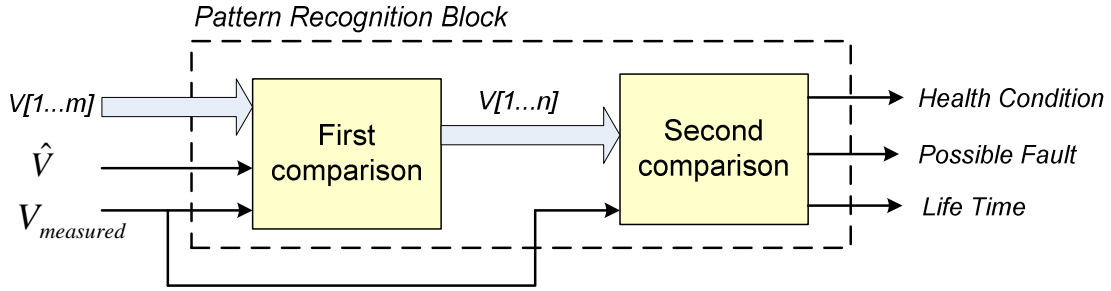 Pattern Recognition Block
V[1...m]
V̂
V_measured
First
comparison
V[1...n]
Second
comparison
Health Condition
Possible Fault
Life Time